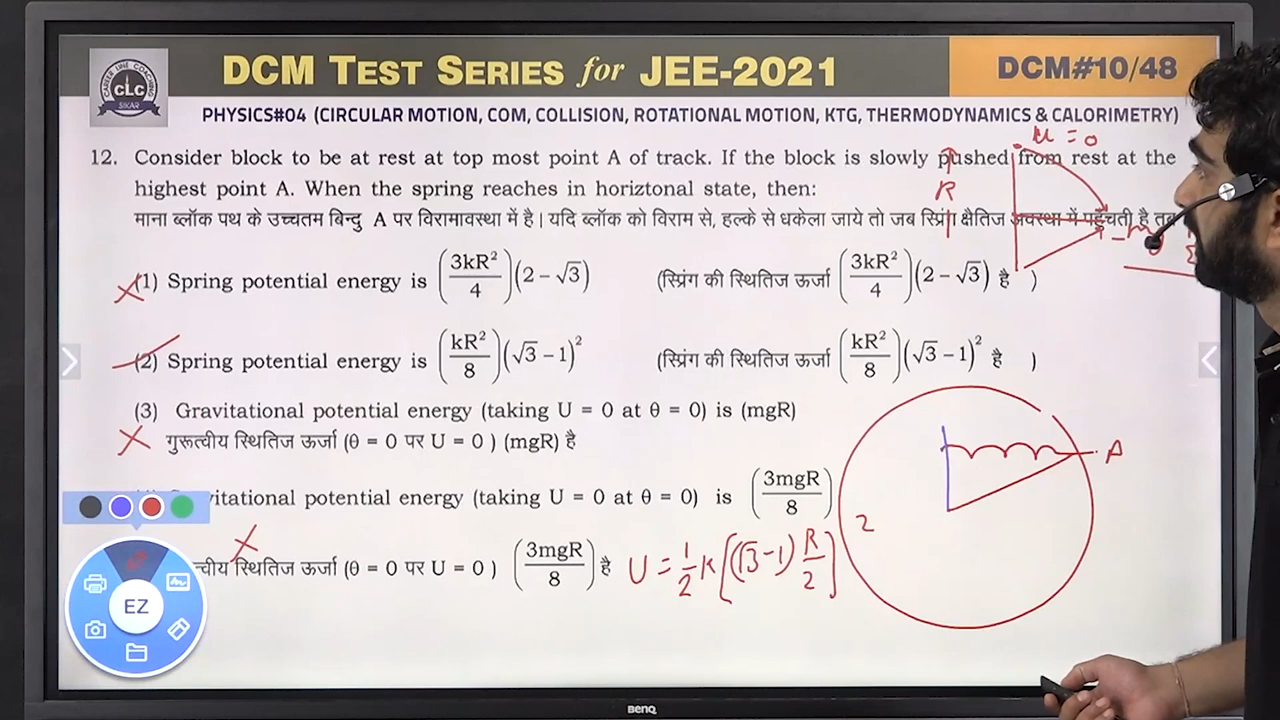 CAREER LINE COACHING
CLC
SIKAR
DCM TEST SERIES for JEE-2021
DCM#10/48
PHYSICS#04 (CIRCULAR MOTION, COM, COLLISION, ROTATIONAL MOTION, KTG, THERMODYNAMICS & CALORIMETRY)
12. Consider block to be at rest at top most point A of track. If the block is slowly pushed from rest at the
highest point A. When the spring reaches in horiztonal state, then:
माना ब्लॉक पथ के उच्चतम बिन्दु A पर विरामावस्था में है। यदि ब्लॉक को विराम से, हल्के से धकेला जाये तो जब स्प्रिंग क्षैतिज अवस्था में पहुँचती है तब
u = 0
R
(1) Spring potential energy is (3kR²/4)(2 − √3) (स्प्रिंग की स्थितिज ऊर्जा (3kR²/4)(2 − √3) है )
(2) Spring potential energy is (kR²/8)(√3 − 1)² (स्प्रिंग की स्थितिज ऊर्जा (kR²/8)(√3 − 1)² है )
(3) Gravitational potential energy (taking U = 0 at θ = 0) is (mgR)
गुरूत्वीय स्थितिज ऊर्जा (θ = 0 पर U = 0 ) (mgR) है
A
vitational potential energy (taking U = 0 at θ = 0) is (3mgR/8)
2
स्थितिज ऊर्जा (θ = 0 पर U = 0 ) (3mgR/8) है
U = 1/2 K [(√3-1) R/2]
EZ
BenQ